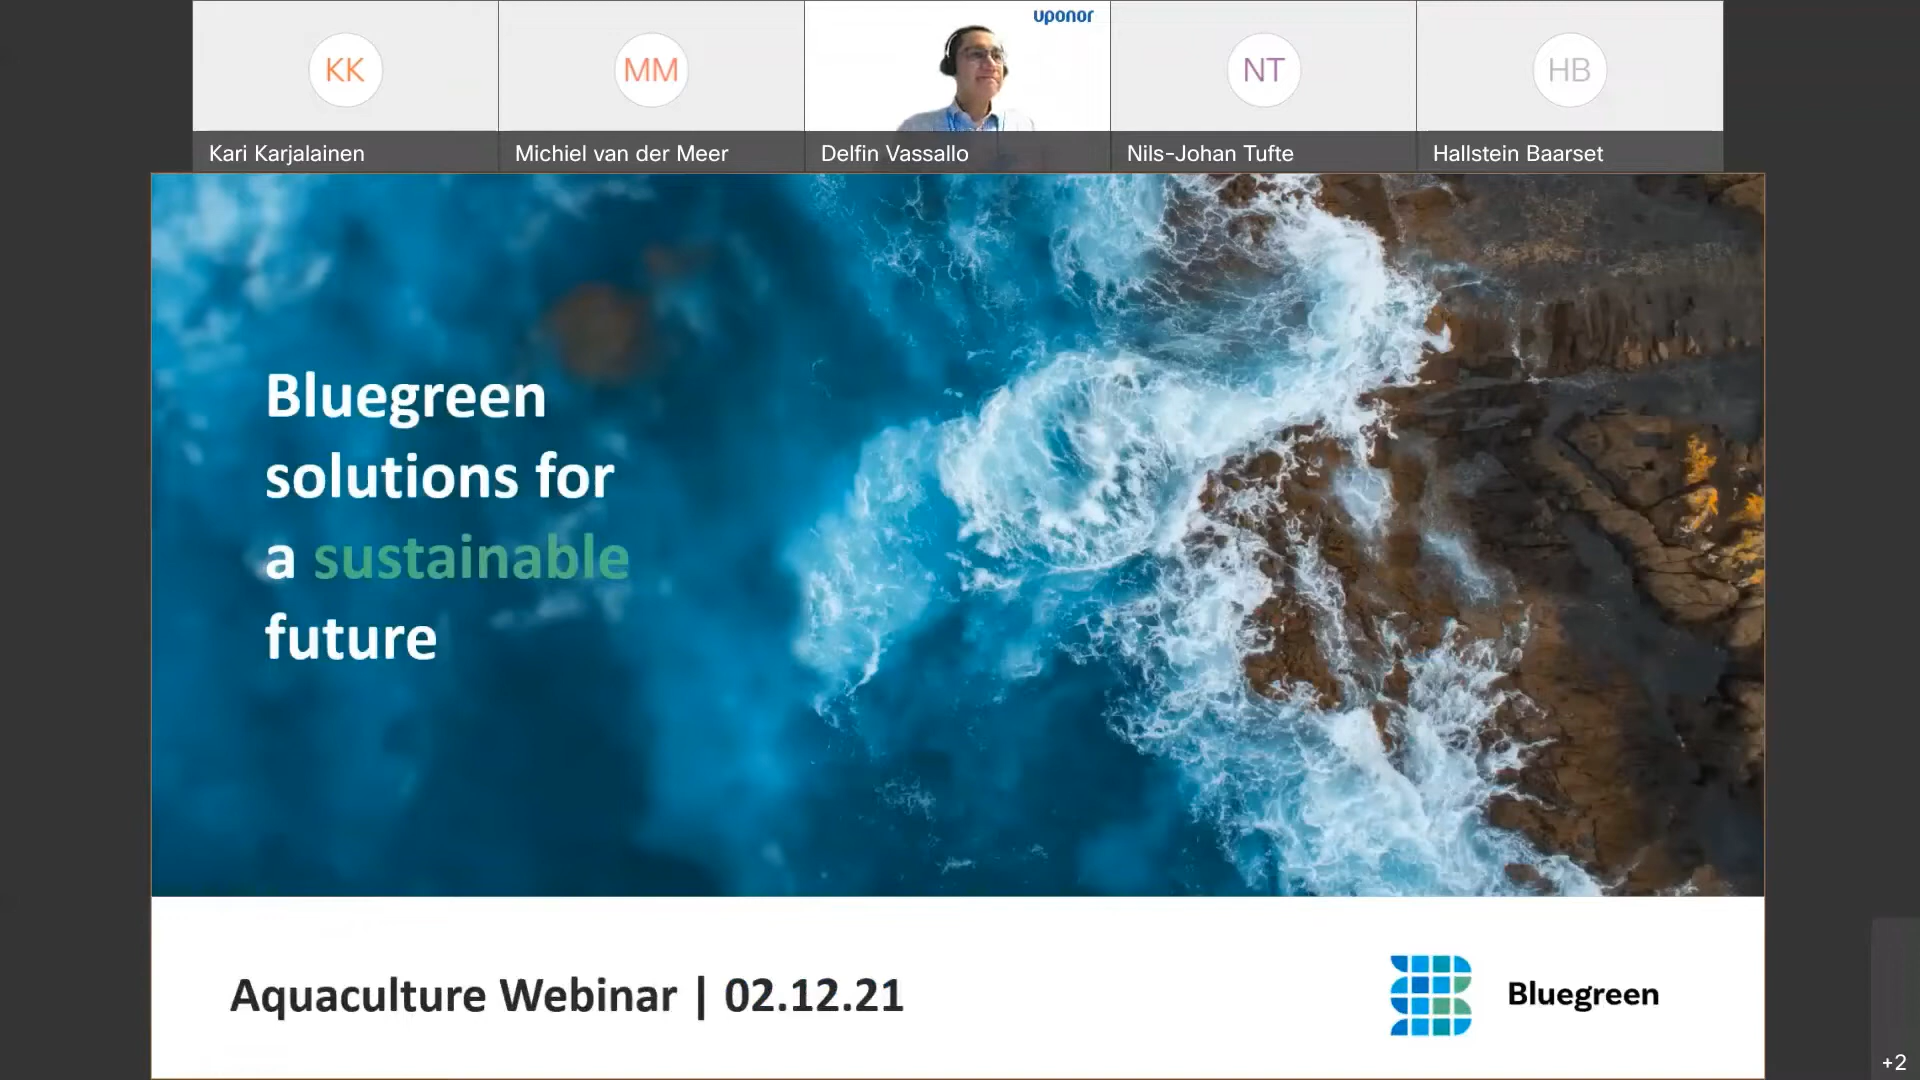 uponor
KK
MM
NT
HB
Kari Karjalainen
Michiel van der Meer
Delfin Vassallo
Nils-Johan Tufte
Hallstein Baarset
Bluegreen
solutions for
a sustainable
future
Aquaculture Webinar | 02.12.21
Bluegreen
+2